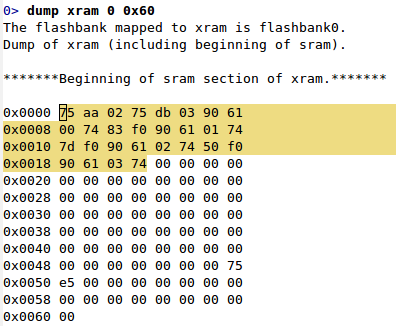 0> dump xram 0 0x60
The flashbank mapped to xram is flashbank0.
Dump of xram (including beginning of sram).
*******Beginning of sram section of xram.*******
0x0000 75 aa 02 75 db 03 90 61
0x0008 00 74 83 f0 90 61 01 74
0x0010 7d f0 90 61 02 74 50 f0
0x0018 90 61 03 74 00 00 00 00
0x0020 00 00 00 00 00 00 00 00
0x0028 00 00 00 00 00 00 00 00
0x0030 00 00 00 00 00 00 00 00
0x0038 00 00 00 00 00 00 00 00
0x0040 00 00 00 00 00 00 00 00
0x0048 00 00 00 00 00 00 00 75
0x0050 e5 00 00 00 00 00 00 00
0x0058 00 00 00 00 00 00 00 00
0x0060 00